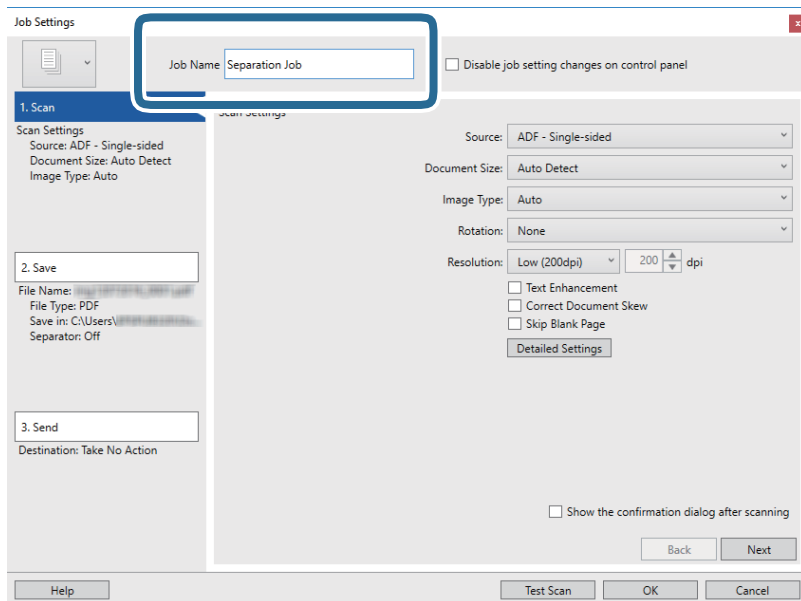 Job Settings
x
Job Name Separation Job
Disable job setting changes on control panel
1. Scan
Scan Settings
Source: ADF - Single-sided
Document Size: Auto Detect
Image Type: Auto
2. Save
File Name:
File Type: PDF
Save in: C:\Users\
Separator: Off
3. Send
Destination: Take No Action
Scan Settings
Source: ADF - Single-sided
Document Size: Auto Detect
Image Type: Auto
Rotation: None
Resolution: Low (200dpi) 200 dpi
Text Enhancement
Correct Document Skew
Skip Blank Page
Detailed Settings
Show the confirmation dialog after scanning
Back Next
Help Test Scan OK Cancel